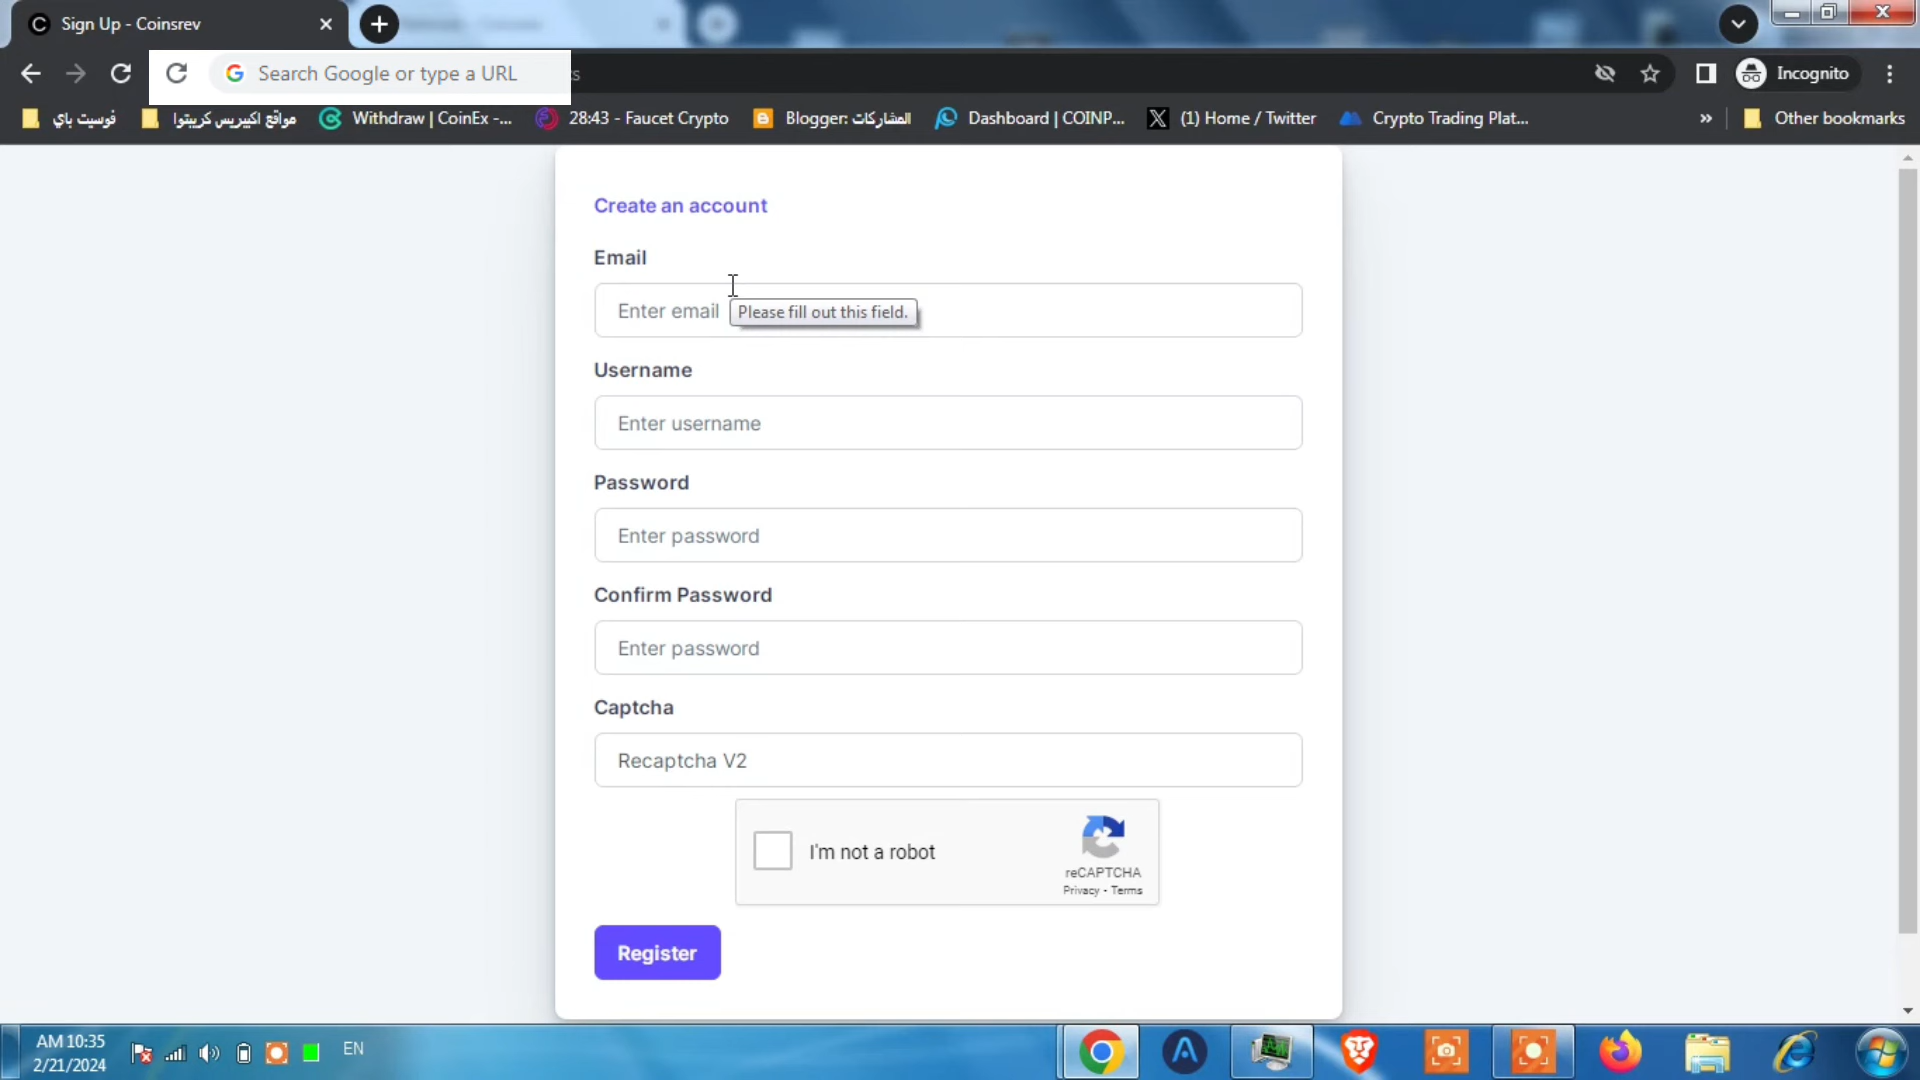 C Sign Up - Coinsrev
Search Google or type a URL
Incognito
فوسيت باي
مواقع اكسبريس كريبتوا
Withdraw | CoinEx -...
28:43 - Faucet Crypto
Blogger: المشاركات
Dashboard | COINP...
(1) Home / Twitter
Crypto Trading Plat...
»
Other bookmarks
Create an account
Email
Enter email
Please fill out this field.
Username
Enter username
Password
Enter password
Confirm Password
Enter password
Captcha
Recaptcha V2
I'm not a robot
reCAPTCHA
Privacy - Terms
Register
AM 10:35
2/21/2024
EN